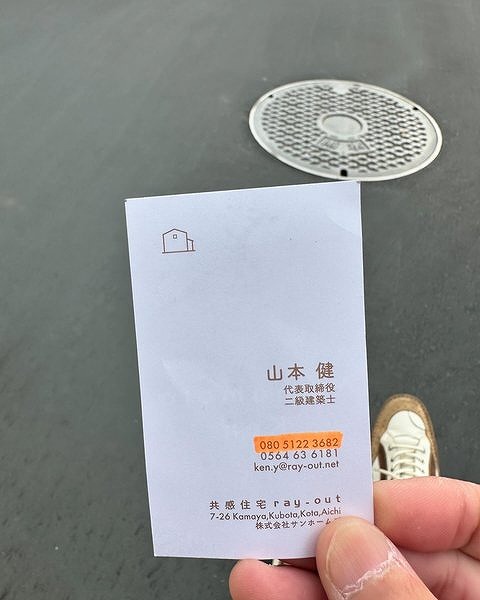 山本 健
代表取締役
二級建築士
080 5122 3682
0564 63 6181
ken.y@ray-out.net
共感住宅 ray-out
7-26 Kamaya,Kubota,Kota,Aichi
株式会社サンホーム